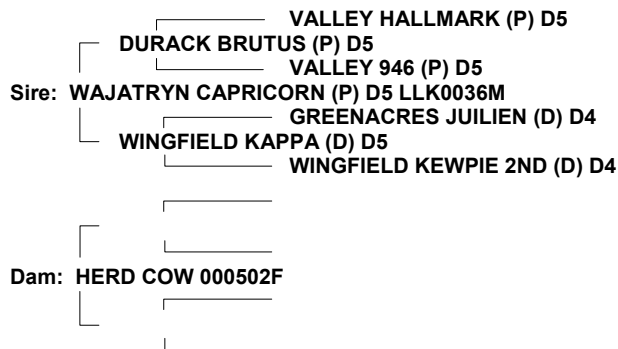 VALLEY HALLMARK (P) D5
DURACK BRUTUS (P) D5
VALLEY 946 (P) D5
Sire: WAJATRYN CAPRICORN (P) D5 LLK0036M
GREENACRES JUILIEN (D) D4
WINGFIELD KAPPA (D) D5
WINGFIELD KEWPIE 2ND (D) D4
Dam: HERD COW 000502F